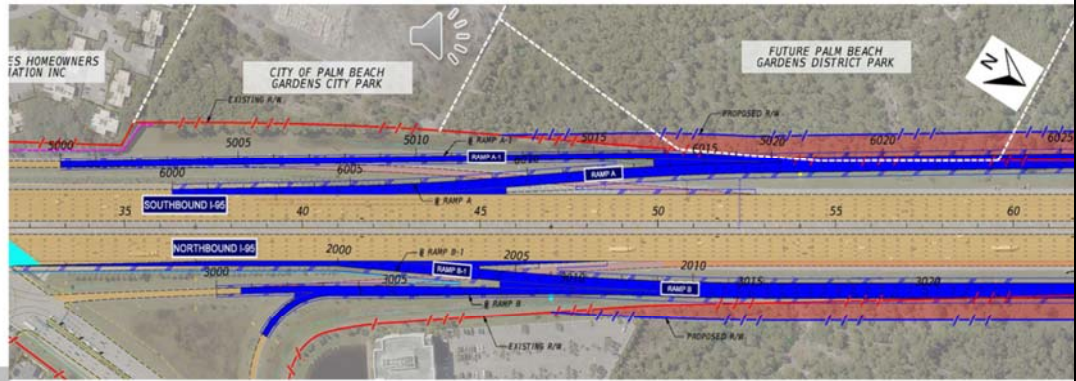 ES HOMEOWNERS
IATION INC
CITY OF PALM BEACH
GARDENS CITY PARK
FUTURE PALM BEACH
GARDENS DISTRICT PARK
N
EXISTING R/W
PROPOSED R/W
5000
5005
5010
5015
5020
6020
6025
RAMP A-1
RAMP A-1
6000
6005
6010
6015
RAMP A
RAMP A
SOUTHBOUND I-95
35
40
45
50
55
60
NORTHBOUND I-95
2000
2005
2010
RAMP B-1
RAMP B-1
3000
3005
3010
3015
3020
RAMP B
RAMP B
EXISTING R/W
PROPOSED R/W